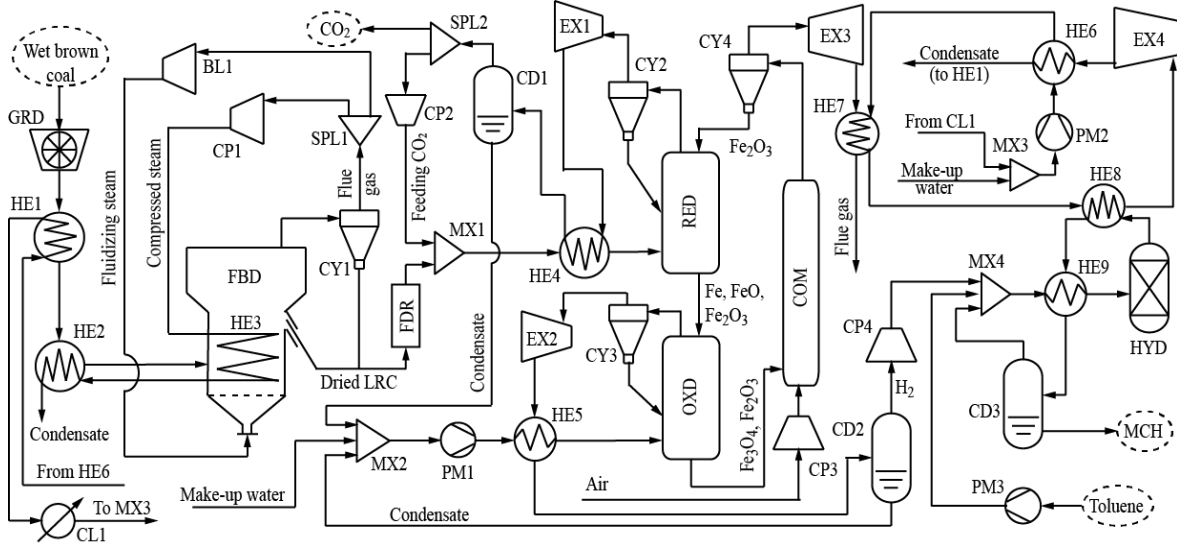 Wet brown
coal
GRD
HE1
HE2
Condensate
From HE6
To MX3
CL1
BL1
CP1
Fluidizing steam
Compressed steam
FBD
HE3
SPL1
Flue
gas
CY1
Dried LRC
CO2
SPL2
CP2
Feeding CO2
MX1
FDR
CD1
Condensate
EX1
HE4
CY2
RED
Fe, FeO,
Fe2O3
EX2
CY3
OXD
HE5
MX2
PM1
Make-up water
Condensate
Air
CY4
Fe2O3
EX3
COM
Fe3O4, Fe2O3
CP3
HE7
Flue gas
HE6
EX4
Condensate
(to HE1)
From CL1
MX3
PM2
Make-up
water
HE8
MX4
HE9
HYD
CP4
H2
CD2
CD3
MCH
PM3
Toluene